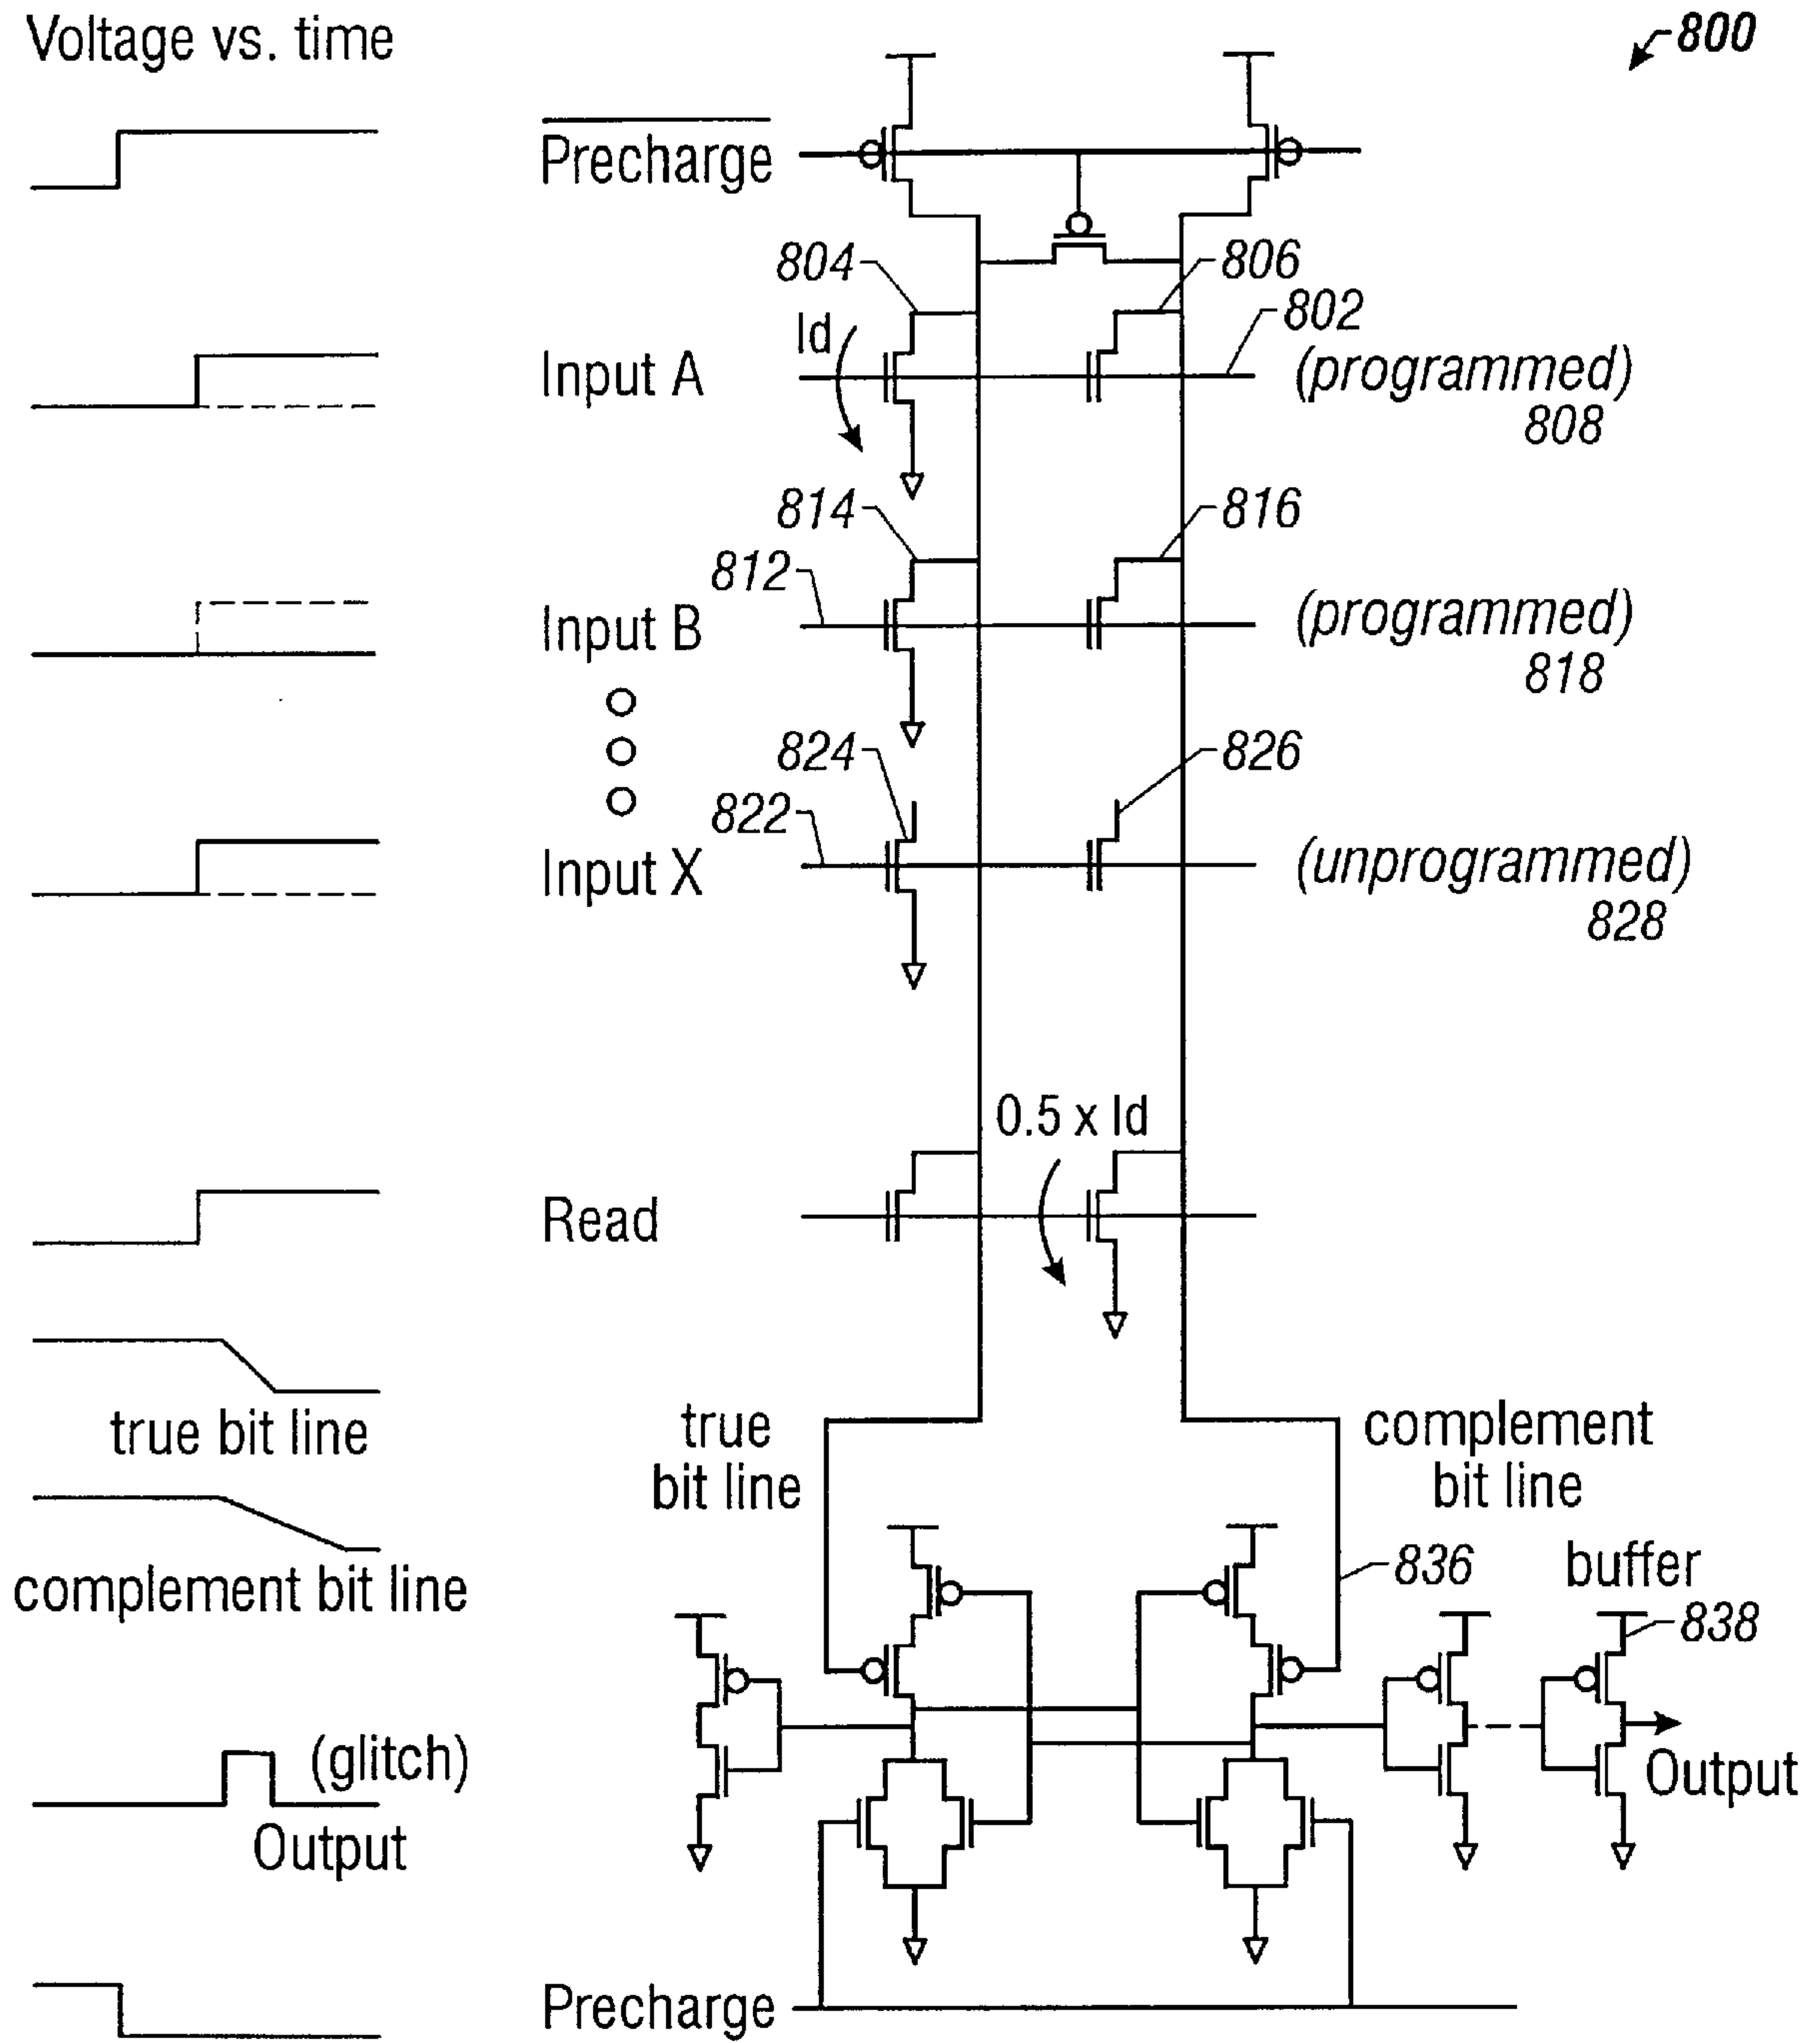 Voltage vs. time
800
Precharge
804
806
802
Id
Input A
(programmed)
808
814
816
812
Input B
(programmed)
818
824
826
822
Input X
(unprogrammed)
828
0.5 x Id
Read
true bit line
true
bit line
complement
bit line
complement bit line
836
buffer
838
(glitch)
Output
Output
Precharge